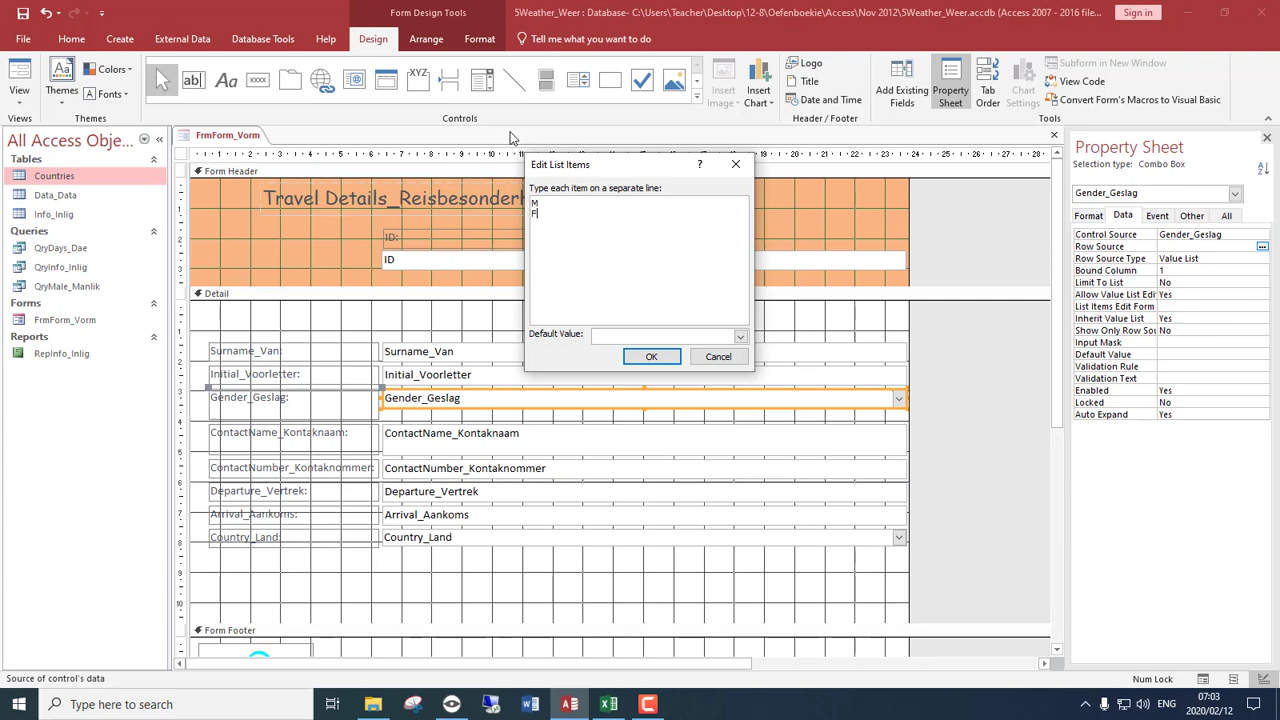 Form Design Tools
5Weather_Weer : Database- C:\Users\Teacher\Desktop\12-8\Oefenboekie\Access\Nov 2012\5Weather_Weer.accdb (Access 2007 - 2016 file form...
Sign in
File Home Create External Data Database Tools Help Design Arrange Format Tell me what you want to do
View
Themes
Colors
Fonts
Themes
ab|
Aa
xxxx
XYZ
Controls
Insert Image
Insert Chart
Logo
Title
Date and Time
Header / Footer
Add Existing Fields
Property Sheet
Tab Order
Chart Settings
Subform in New Window
View Code
Convert Form's Macros to Visual Basic
Tools
All Access Obje...
Tables
Countries
Data_Data
Info_Inlig
Queries
QryDays_Dae
QryInfo_Inlig
QryMale_Manlik
Forms
FrmForm_Vorm
Reports
RepInfo_Inlig
FrmForm_Vorm
Form Header
Travel Details_Reisbesonderh
ID:
ID
Detail
Surname_Van: Surname_Van
Initial_Voorletter: Initial_Voorletter
Gender_Geslag: Gender_Geslag
ContactName_Kontaknaam: ContactName_Kontaknaam
ContactNumber_Kontaknommer: ContactNumber_Kontaknommer
Departure_Vertrek: Departure_Vertrek
Arrival_Aankoms: Arrival_Aankoms
Country_Land: Country_Land
Form Footer
Edit List Items
? 
Type each item on a separate line:
M
F
Default Value:
OK Cancel
Property Sheet
Selection type: Combo Box
Gender_Geslag
Format Data Event Other All
Control Source Gender_Geslag
Row Source
Row Source Type Value List
Bound Column 1
Limit To List No
Allow Value List Edit Yes
List Items Edit Form
Inherit Value List Yes
Show Only Row Sou No
Input Mask
Default Value
Validation Rule
Validation Text
Enabled Yes
Locked No
Auto Expand Yes
Source of control's data
Num Lock
Type here to search
ENG
07:03
2020/02/12